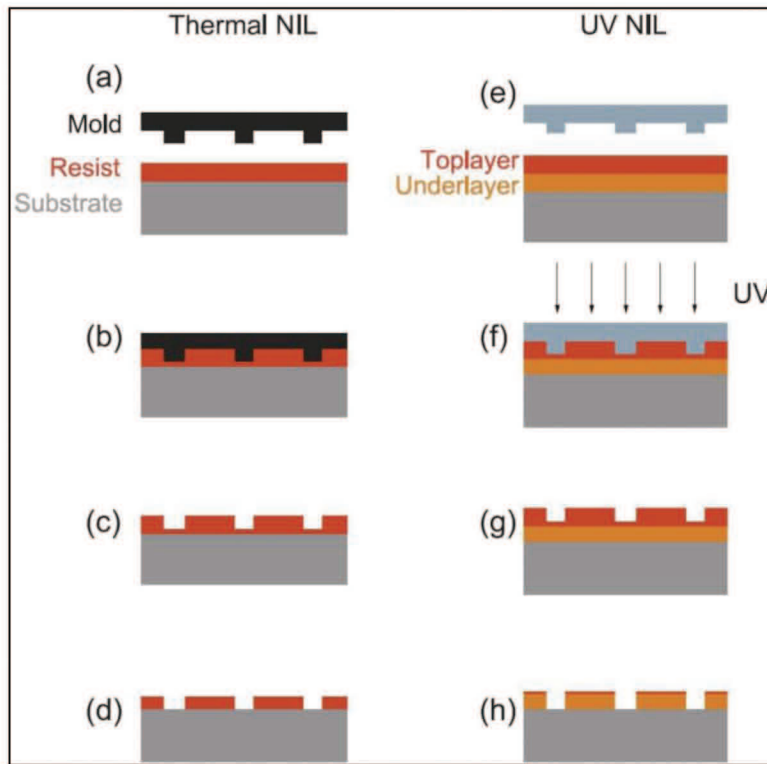 Thermal NIL
UV NIL
(a)
Mold
Resist
Substrate
(e)
Toplayer
Underlayer
UV
(b)
(f)
(c)
(g)
(d)
(h)